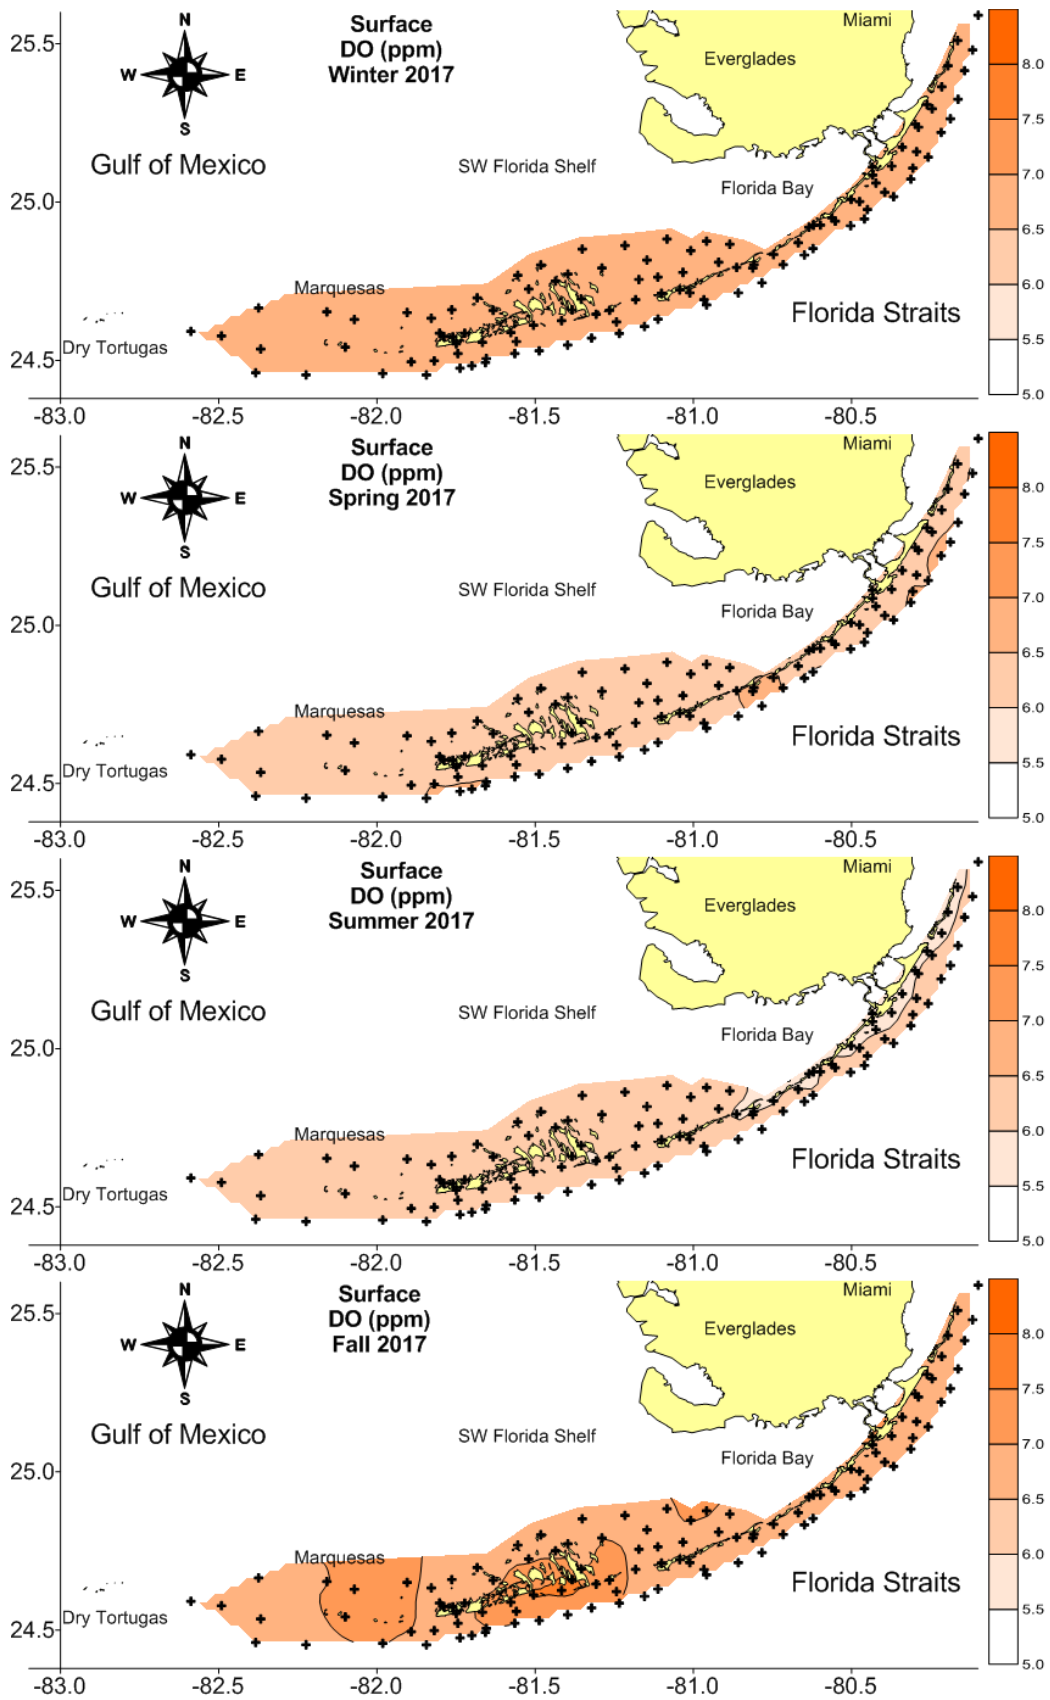 Surface
DO (ppm)
Winter 2017
N
W E
S
Miami
Everglades
Gulf of Mexico
SW Florida Shelf
Florida Bay
Marquesas
Dry Tortugas
Florida Straits
25.5
25.0
24.5
-83.0 -82.5 -82.0 -81.5 -81.0 -80.5
8.0
7.5
7.0
6.5
6.0
5.5
5.0
Surface
DO (ppm)
Spring 2017
N
W E
S
Miami
Everglades
Gulf of Mexico
SW Florida Shelf
Florida Bay
Marquesas
Dry Tortugas
Florida Straits
25.5
25.0
24.5
-83.0 -82.5 -82.0 -81.5 -81.0 -80.5
8.0
7.5
7.0
6.5
6.0
5.5
5.0
Surface
DO (ppm)
Summer 2017
N
W E
S
Miami
Everglades
Gulf of Mexico
SW Florida Shelf
Florida Bay
Marquesas
Dry Tortugas
Florida Straits
25.5
25.0
24.5
-83.0 -82.5 -82.0 -81.5 -81.0 -80.5
8.0
7.5
7.0
6.5
6.0
5.5
5.0
Surface
DO (ppm)
Fall 2017
N
W E
S
Miami
Everglades
Gulf of Mexico
SW Florida Shelf
Florida Bay
Marquesas
Dry Tortugas
Florida Straits
25.5
25.0
24.5
-83.0 -82.5 -82.0 -81.5 -81.0 -80.5
8.0
7.5
7.0
6.5
6.0
5.5
5.0